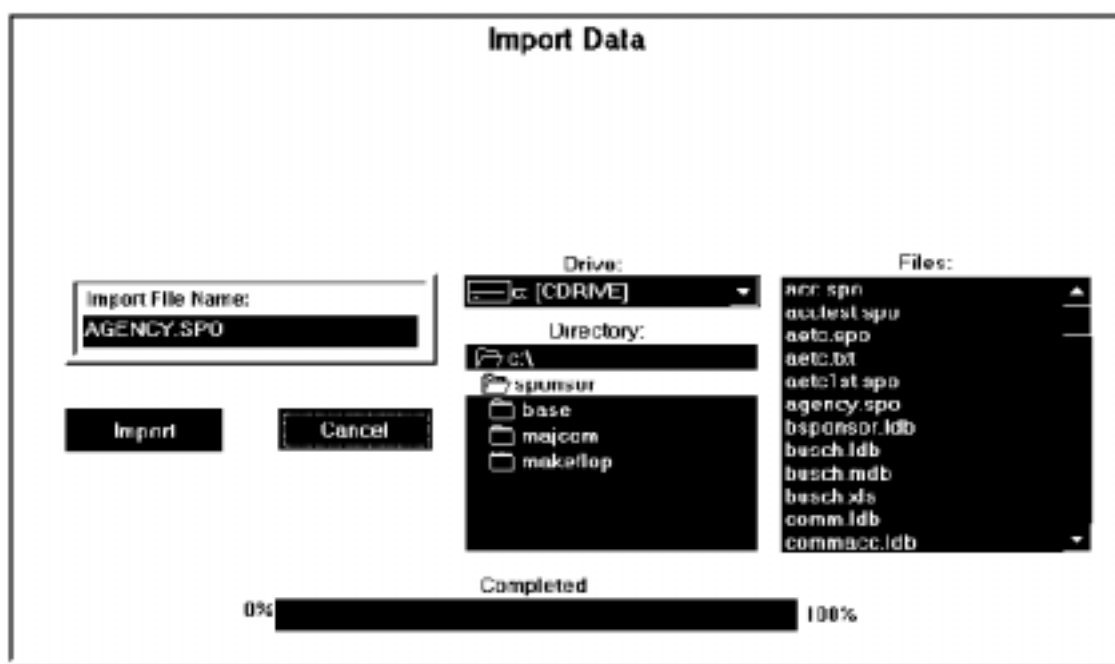 Import Data
Import File Name:
AGENCY.SPO
Import
Cancel
Drive:
c: [CDRIVE]
Directory:
c:\
sponsor
base
majcom
makeflop
Files:
acc.spo
acctest.spo
aetc.spo
aetc.txt
aetc1st.spo
agency.spo
bsponsor.ldb
busch.ldb
busch.mdb
busch.xls
comm.ldb
commacc.ldb
Completed
0%
100%